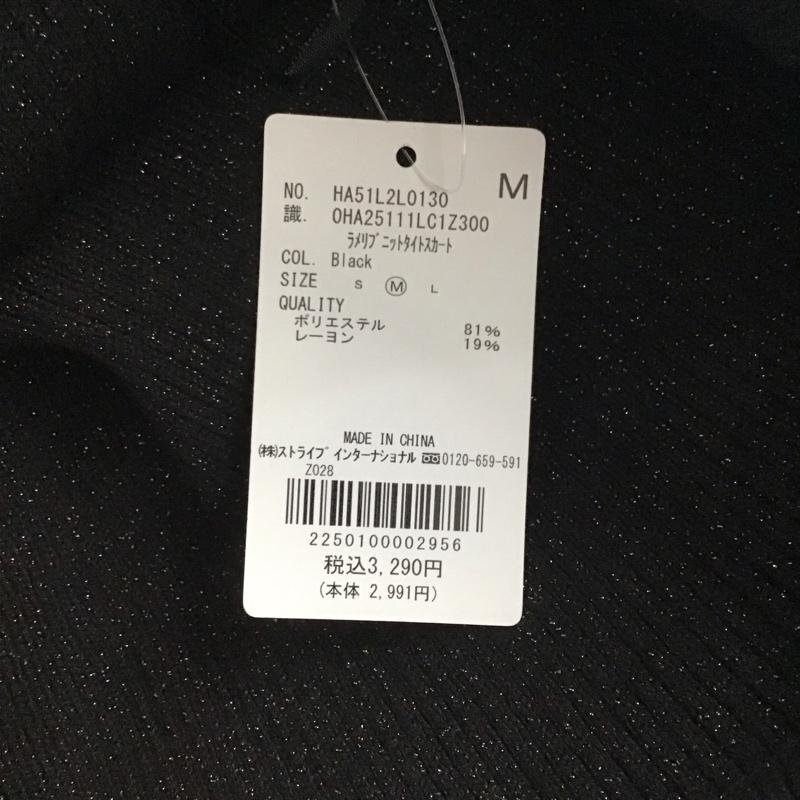 M
NO. HA51L2L0130
識. 0HA25111LC1Z300
ﾗﾒﾘﾌﾞﾆｯﾄﾀｲﾄｽｶｰﾄ
COL. Black
SIZE S Ⓜ L
QUALITY
ポリエステル 81%
レーヨン 19%
MADE IN CHINA
㈱ストライプインターナショナル 0120-659-591
Z028
2250100002956
税込3,290円
(本体 2,991円)